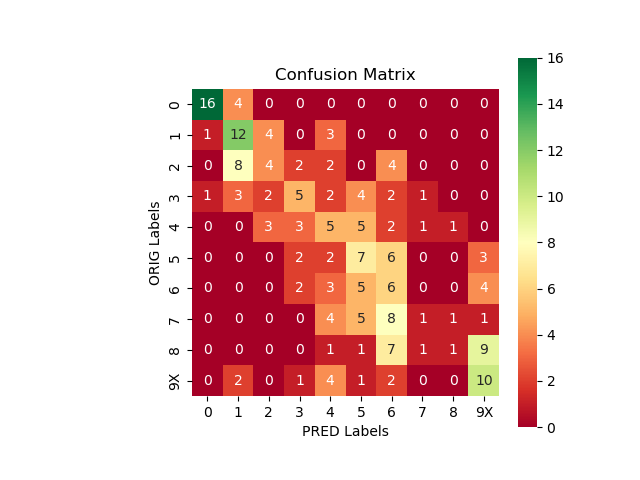 Confusion Matrix
ORIG Labels
0 16 4 0 0 0 0 0 0 0 0
1 1 12 4 0 3 0 0 0 0 0
2 0 8 4 2 2 0 4 0 0 0
3 1 3 2 5 2 4 2 1 0 0
4 0 0 3 3 5 5 2 1 1 0
5 0 0 0 2 2 7 6 0 0 3
6 0 0 0 2 3 5 6 0 0 4
7 0 0 0 0 4 5 8 1 1 1
8 0 0 0 0 1 1 7 1 1 9
9X 0 2 0 1 4 1 2 0 0 10
0 1 2 3 4 5 6 7 8 9X
PRED Labels
16
14
12
10
8
6
4
2
0